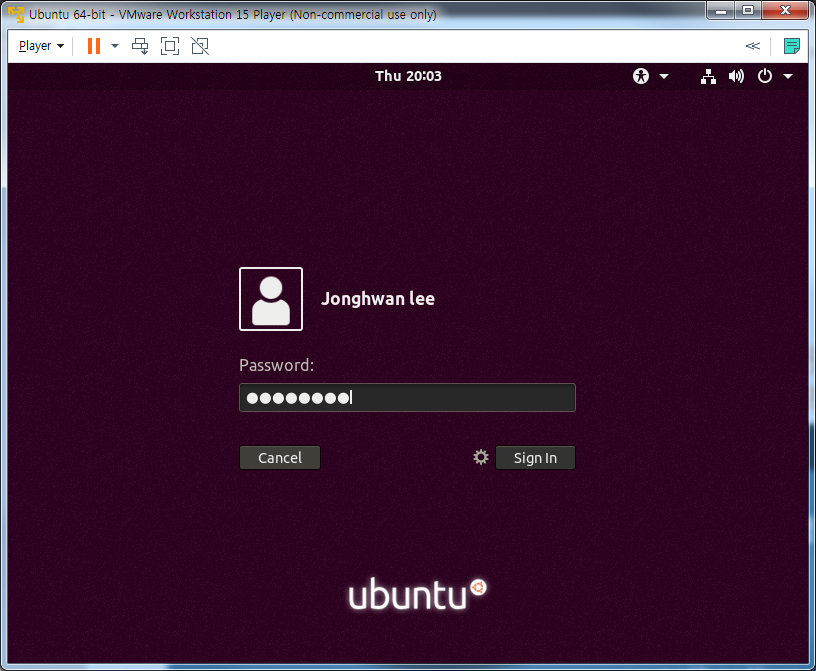 Ubuntu 64-bit - VMware Workstation 15 Player (Non-commercial use only)
Player
Thu 20:03
Jonghwan lee
Password:
Cancel
Sign In
ubuntu